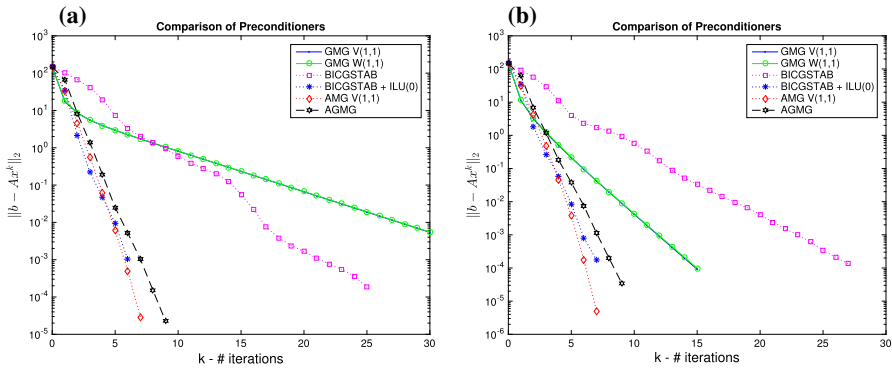 (a)
Comparison of Preconditioners
10^3
10^2
10^1
10^0
10^-1
10^-2
10^-3
10^-4
10^-5
||b − Ax^k||_2
0 5 10 15 20 25 30
k - # iterations
GMG V(1,1)
GMG W(1,1)
BICGSTAB
BICGSTAB + ILU(0)
AMG V(1,1)
AGMG
(b)
Comparison of Preconditioners
10^3
10^2
10^1
10^0
10^-1
10^-2
10^-3
10^-4
10^-5
10^-6
||b − Ax^k||_2
0 5 10 15 20 25 30
k - # iterations
GMG V(1,1)
GMG W(1,1)
BICGSTAB
BICGSTAB + ILU(0)
AMG V(1,1)
AGMG